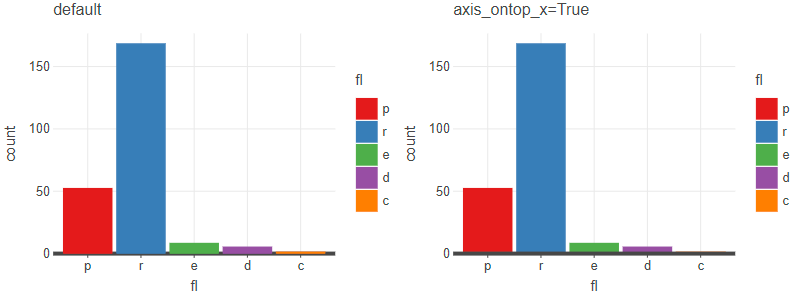 default
count
150
100
50
0
p r e d c
fl
fl
p
r
e
d
c
axis_ontop_x=True
count
150
100
50
0
p r e d c
fl
fl
p
r
e
d
c